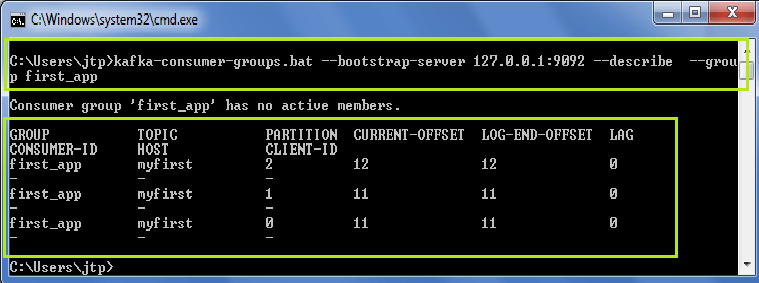 C:\Windows\system32\cmd.exe
C:\Users\jtp>kafka-consumer-groups.bat --bootstrap-server 127.0.0.1:9092 --describe  --grou
p first_app
Consumer group 'first_app' has no active members.
GROUP TOPIC PARTITION CURRENT-OFFSET LOG-END-OFFSET LAG
CONSUMER-ID HOST CLIENT-ID
first_app myfirst 2 12 12 0
- - -
first_app myfirst 1 11 11 0
- - -
first_app myfirst 0 11 11 0
- - -
C:\Users\jtp>